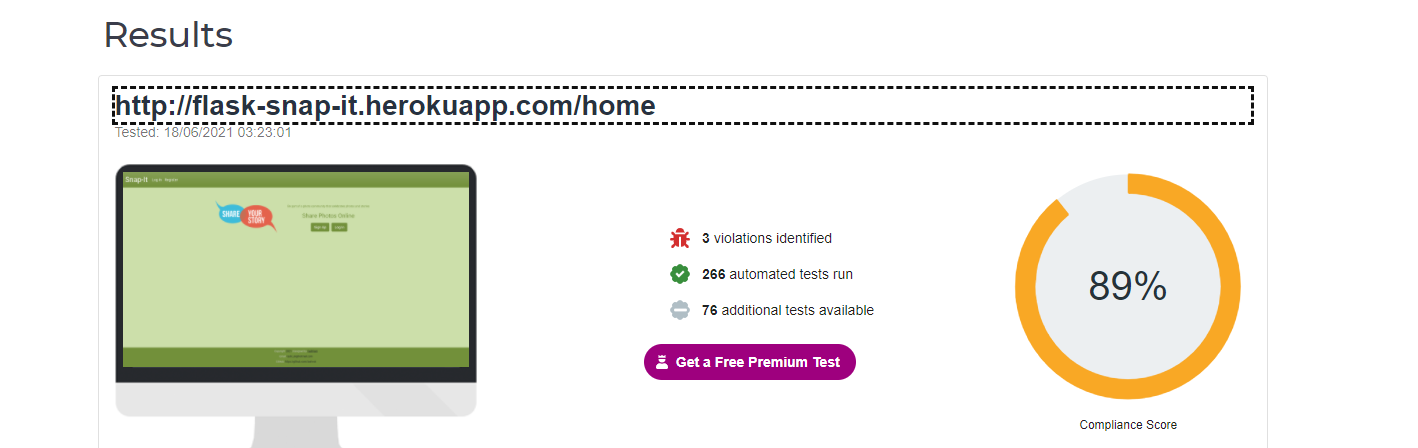 Results
http://flask-snap-it.herokuapp.com/home
Tested: 18/06/2021 03:23:01
Snap-It Log In Register
SHARE YOUR
STORY
Share Photos Online
Sign up Log In
3 violations identified
266 automated tests run
76 additional tests available
Get a Free Premium Test
89%
Compliance Score